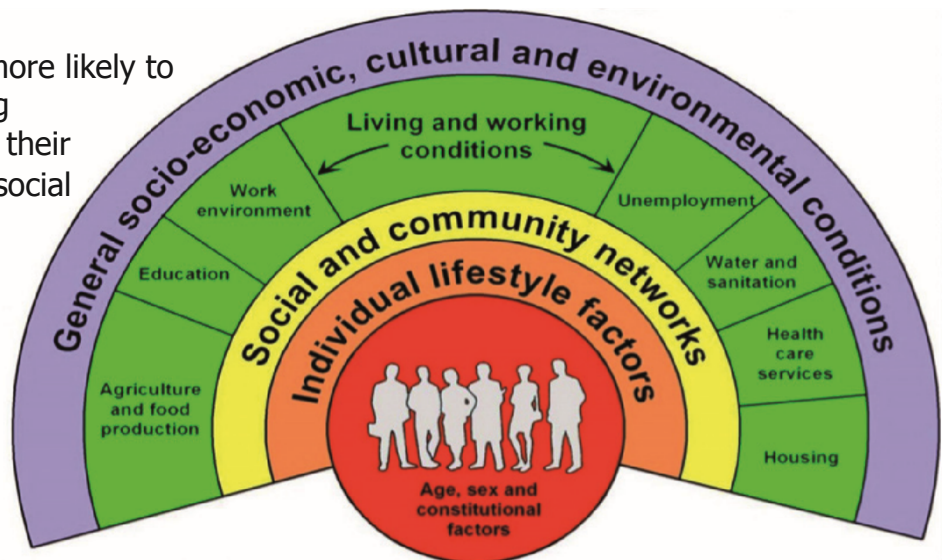 more likely to
g
their
social
General socio-economic, cultural and environmental conditions
Living and working
conditions
Work
environment
Unemployment
Education
Water and
sanitation
Agriculture
and food
production
Health
care
services
Housing
Social and community networks
Individual lifestyle factors
Age, sex and
constitutional
factors